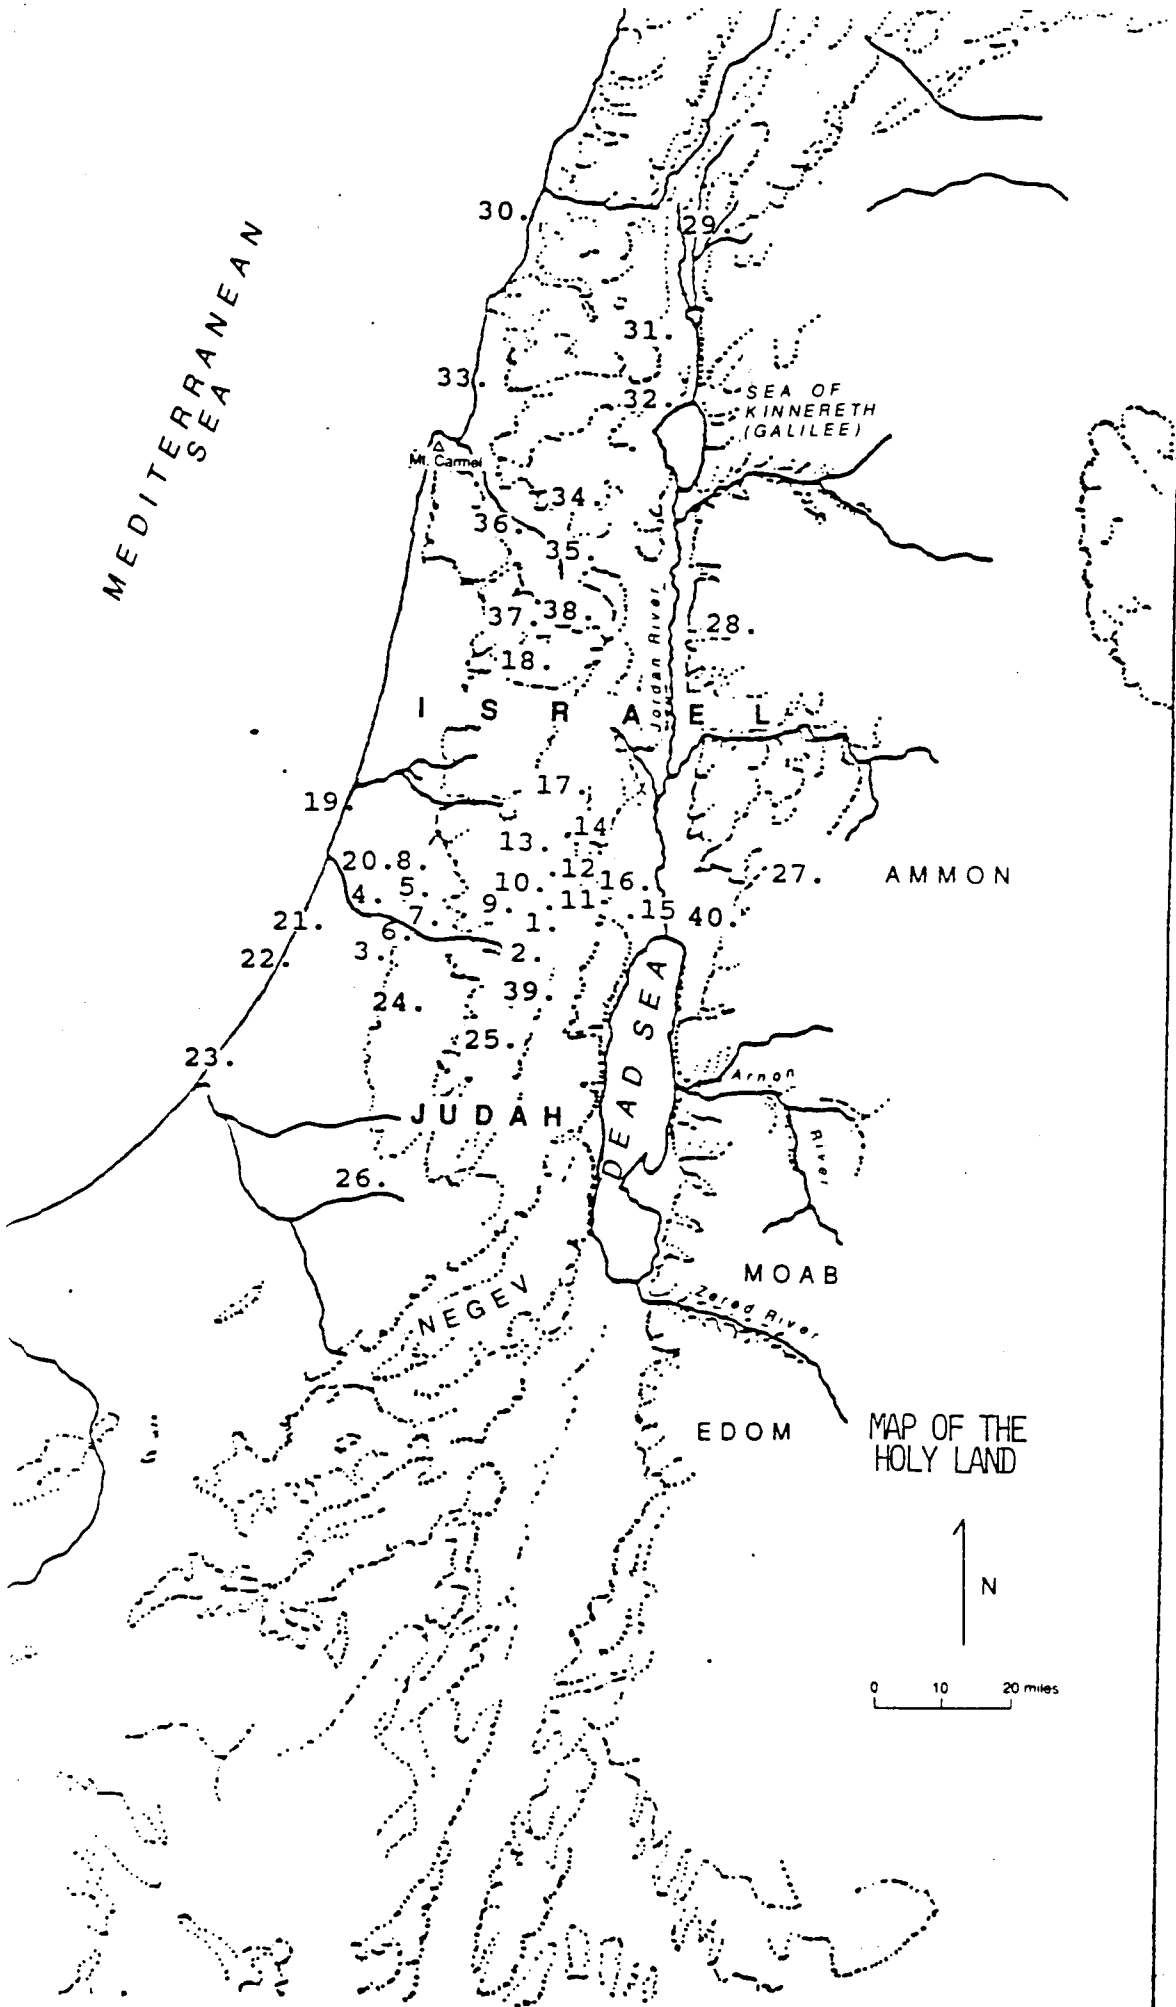 30.
29.
MEDITERRANEAN
SEA
31.
33.
32.
SEA OF
KINNERETH
(GALILEE)
Mt. Carmel
34.
36.
35.
37.
38.
Jordan River
28.
18.
ISRAEL
17.
19.
14
13.
20.
8.
12
27.
AMMON
10.
16.
5.
4.
9.
11
15
40.
7.
1.
21.
6.
3.
2.
22.
39.
24.
25.
DEAD SEA
23.
Arnon
River
JUDAH
26.
MOAB
NEGEV
Zered River
EDOM
MAP OF THE
HOLY LAND
N
0 10 20 miles